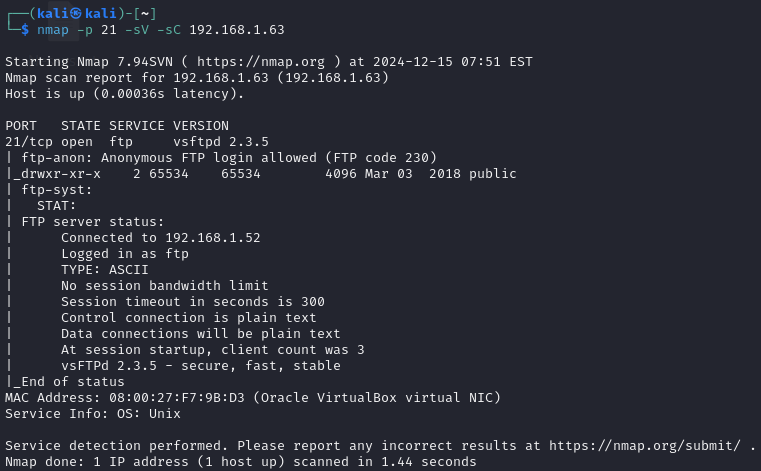 ┌──(kali㉿kali)-[~]
└─$ nmap -p 21 -sV -sC 192.168.1.63
Starting Nmap 7.94SVN ( https://nmap.org ) at 2024-12-15 07:51 EST
Nmap scan report for 192.168.1.63 (192.168.1.63)
Host is up (0.00036s latency).
PORT   STATE SERVICE VERSION
21/tcp open  ftp     vsftpd 2.3.5
| ftp-anon: Anonymous FTP login allowed (FTP code 230)
|_drwxr-xr-x    2 65534    65534        4096 Mar 03  2018 public
| ftp-syst:
|   STAT:
| FTP server status:
|      Connected to 192.168.1.52
|      Logged in as ftp
|      TYPE: ASCII
|      No session bandwidth limit
|      Session timeout in seconds is 300
|      Control connection is plain text
|      Data connections will be plain text
|      At session startup, client count was 3
|      vsFTPd 2.3.5 - secure, fast, stable
|_End of status
MAC Address: 08:00:27:F7:9B:D3 (Oracle VirtualBox virtual NIC)
Service Info: OS: Unix
Service detection performed. Please report any incorrect results at https://nmap.org/submit/ .
Nmap done: 1 IP address (1 host up) scanned in 1.44 seconds